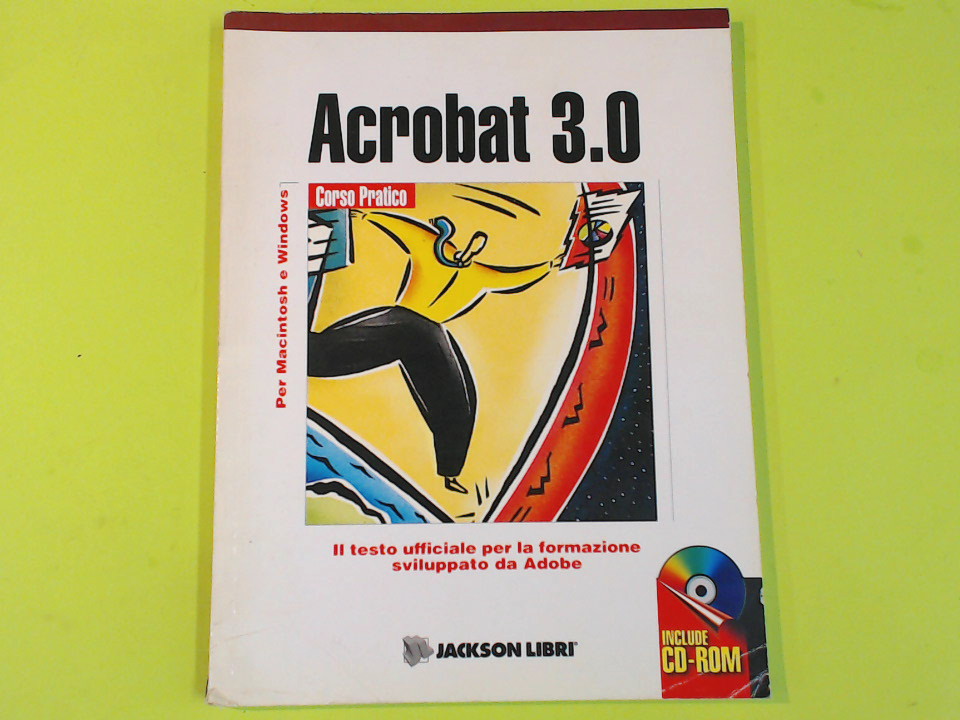 Acrobat 3.0
Corso Pratico
Per Macintosh e Windows
Il testo ufficiale per la formazione
sviluppato da Adobe
JACKSON LIBRI
INCLUDE
CD-ROM